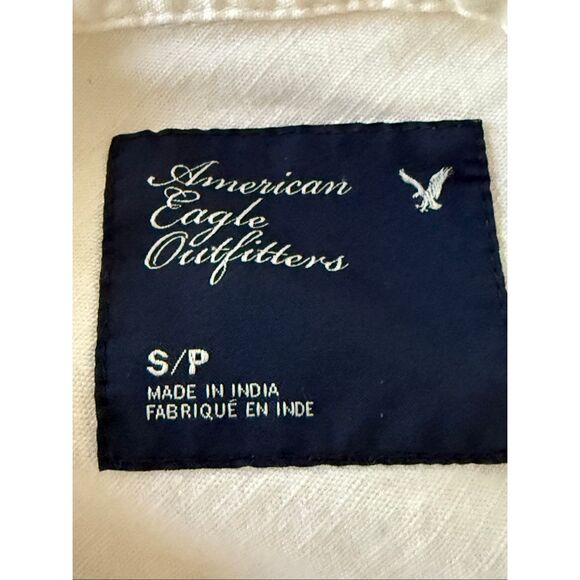 American
Eagle
Outfitters
S/P
MADE IN INDIA
FABRIQUÉ EN INDE